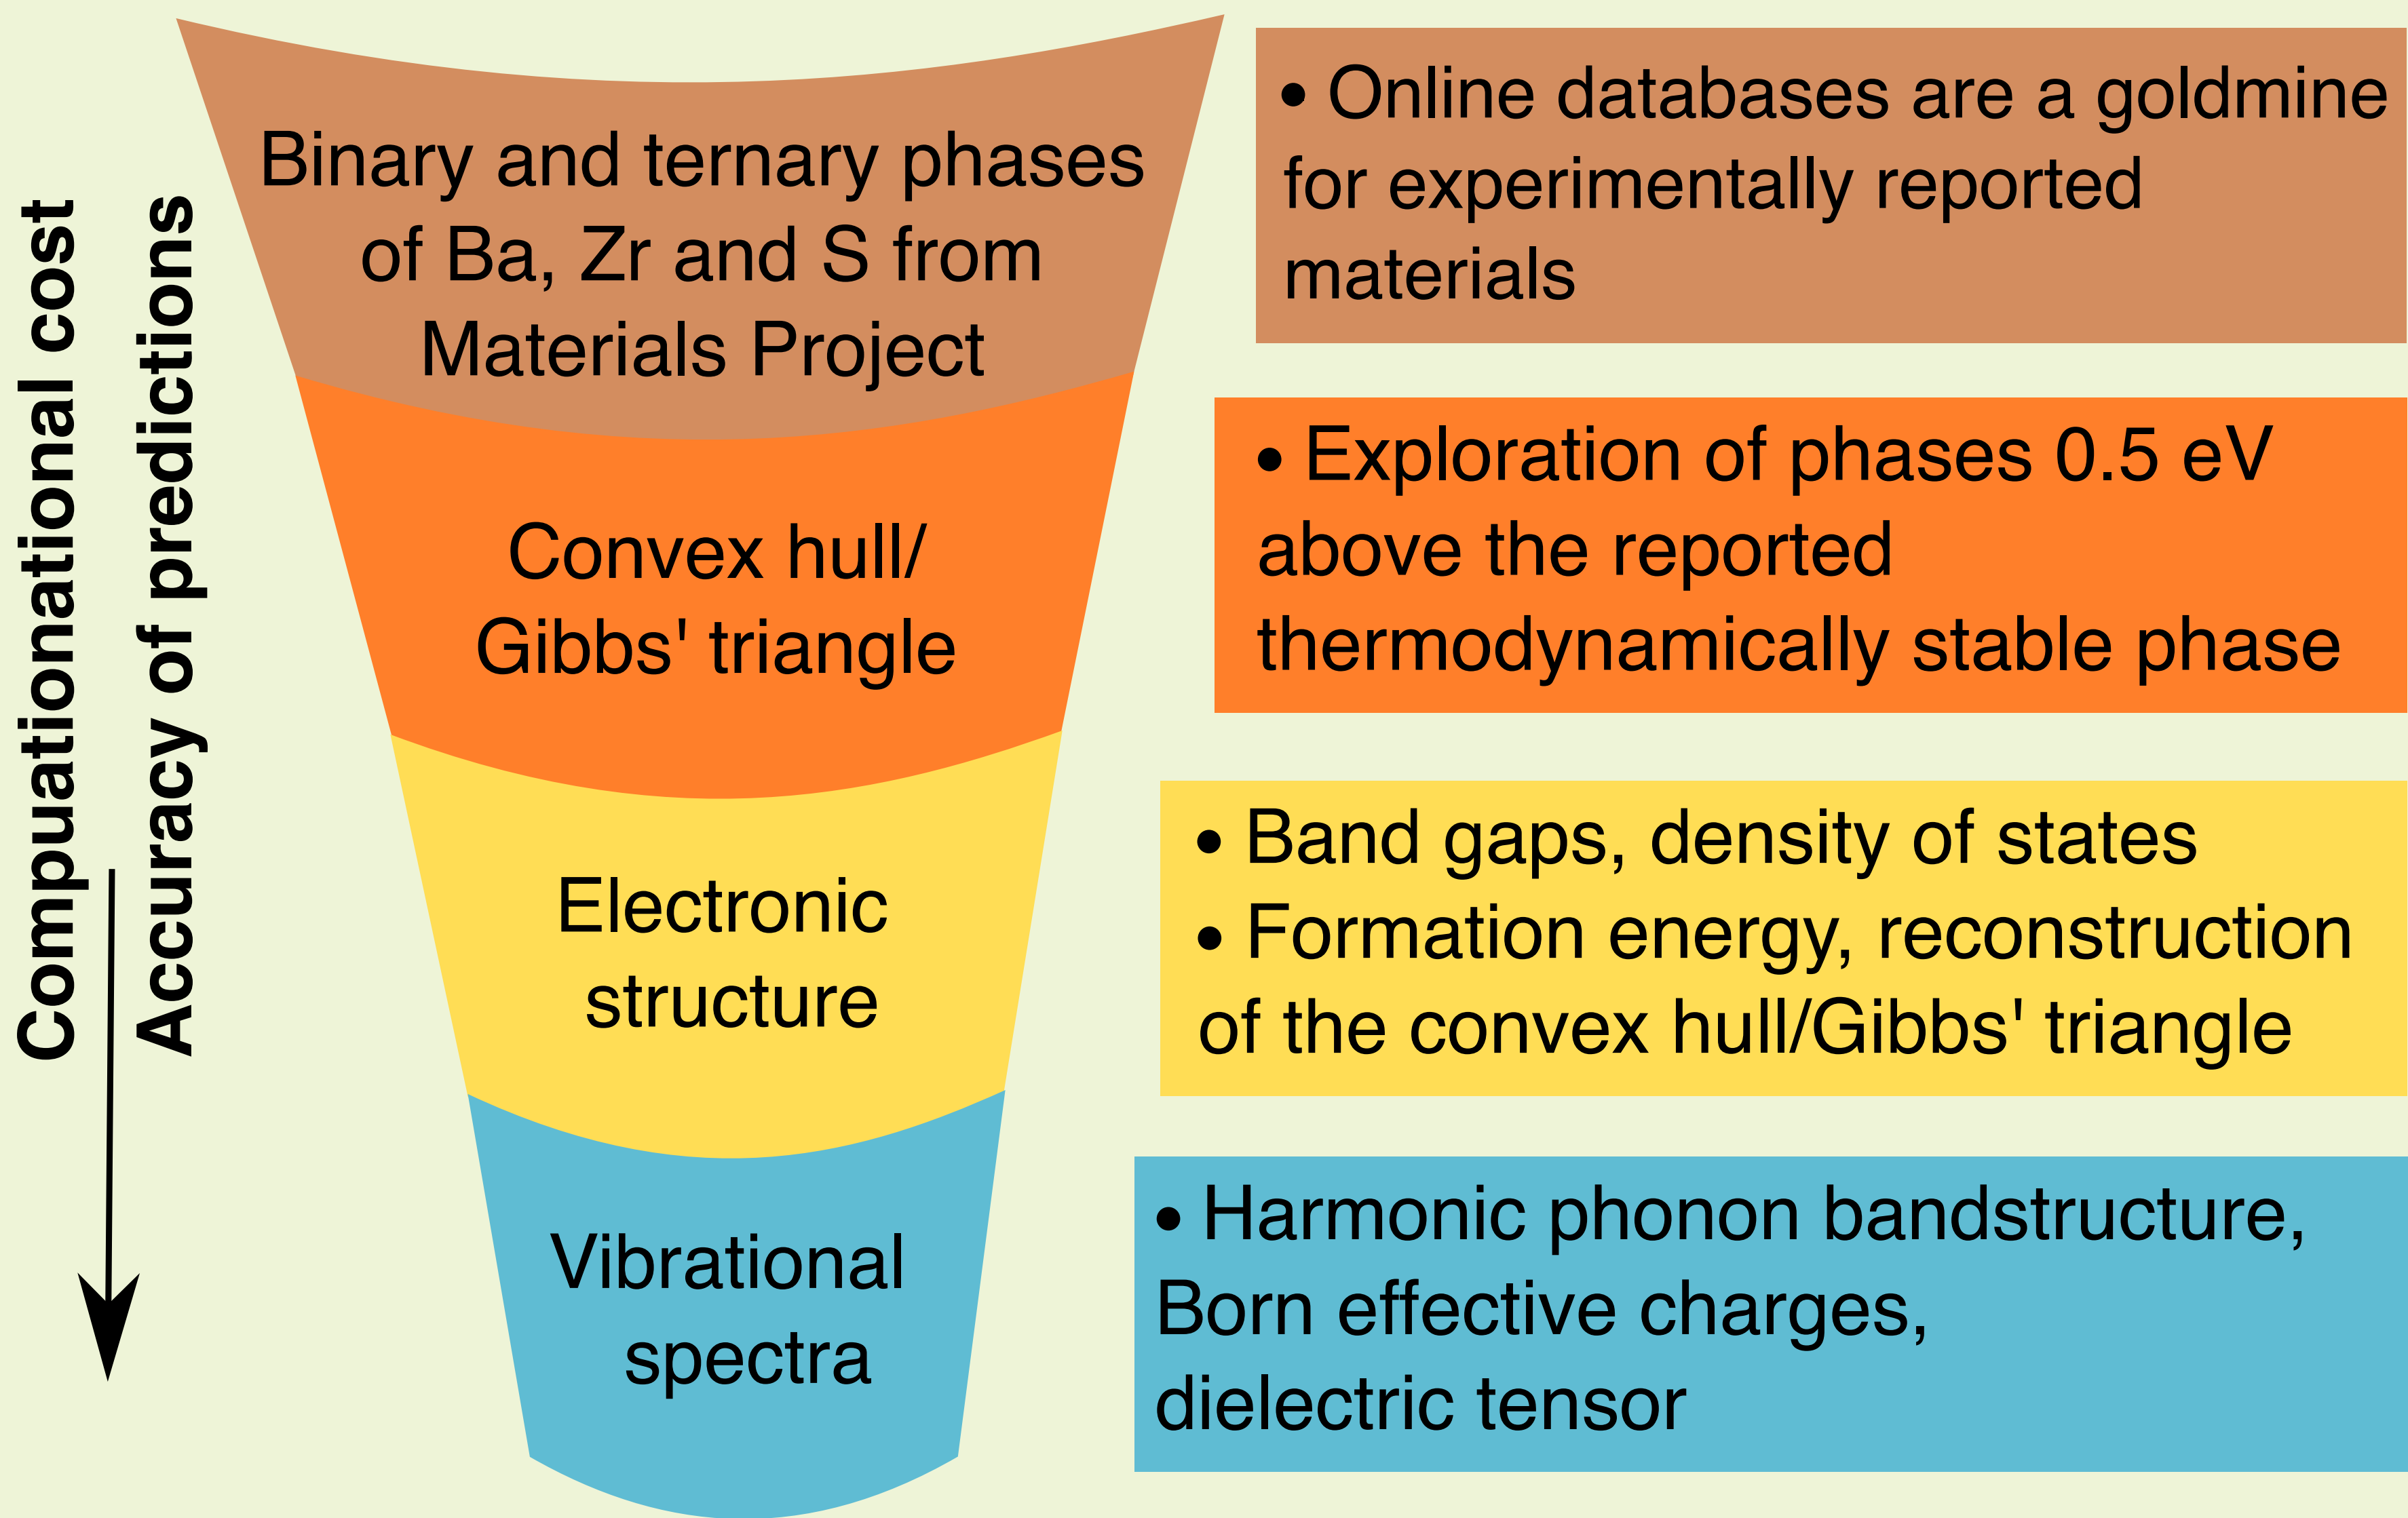 Compuationational cost
Accuracy of predictions
Binary and ternary phases
of Ba, Zr and S from
Materials Project
• Online databases are a goldmine
for experimentally reported
materials
Convex hull/
Gibbs' triangle
• Exploration of phases 0.5 eV
above the reported
thermodynamically stable phase
Electronic
structure
• Band gaps, density of states
• Formation energy, reconstruction
of the convex hull/Gibbs' triangle
Vibrational
spectra
• Harmonic phonon bandstructure,
Born effective charges,
dielectric tensor